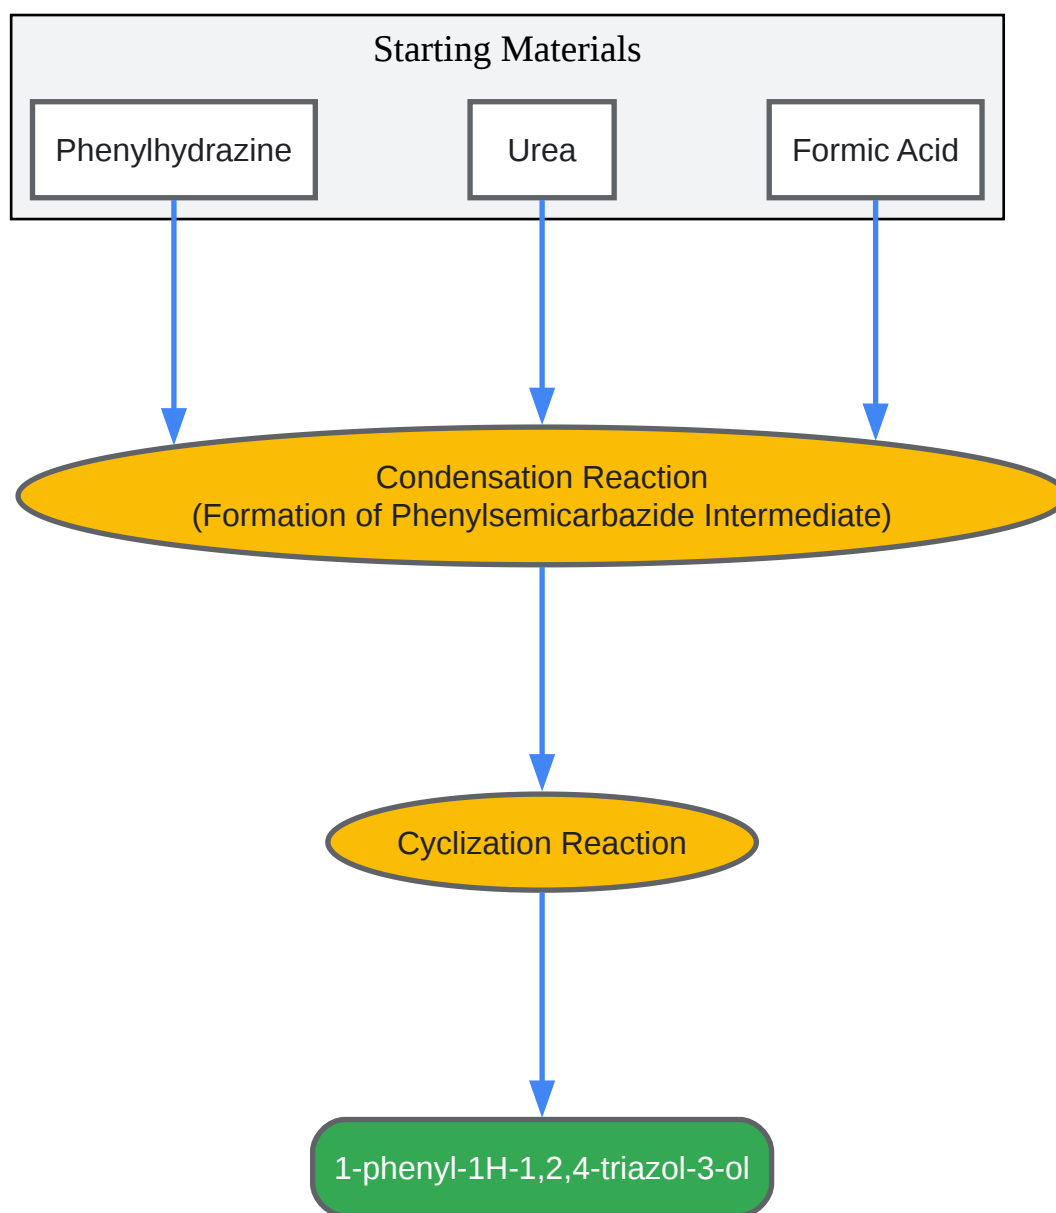 Starting Materials
Phenylhydrazine
Urea
Formic Acid
Condensation Reaction
(Formation of Phenylsemicarbazide Intermediate)
Cyclization Reaction
1-phenyl-1H-1,2,4-triazol-3-ol